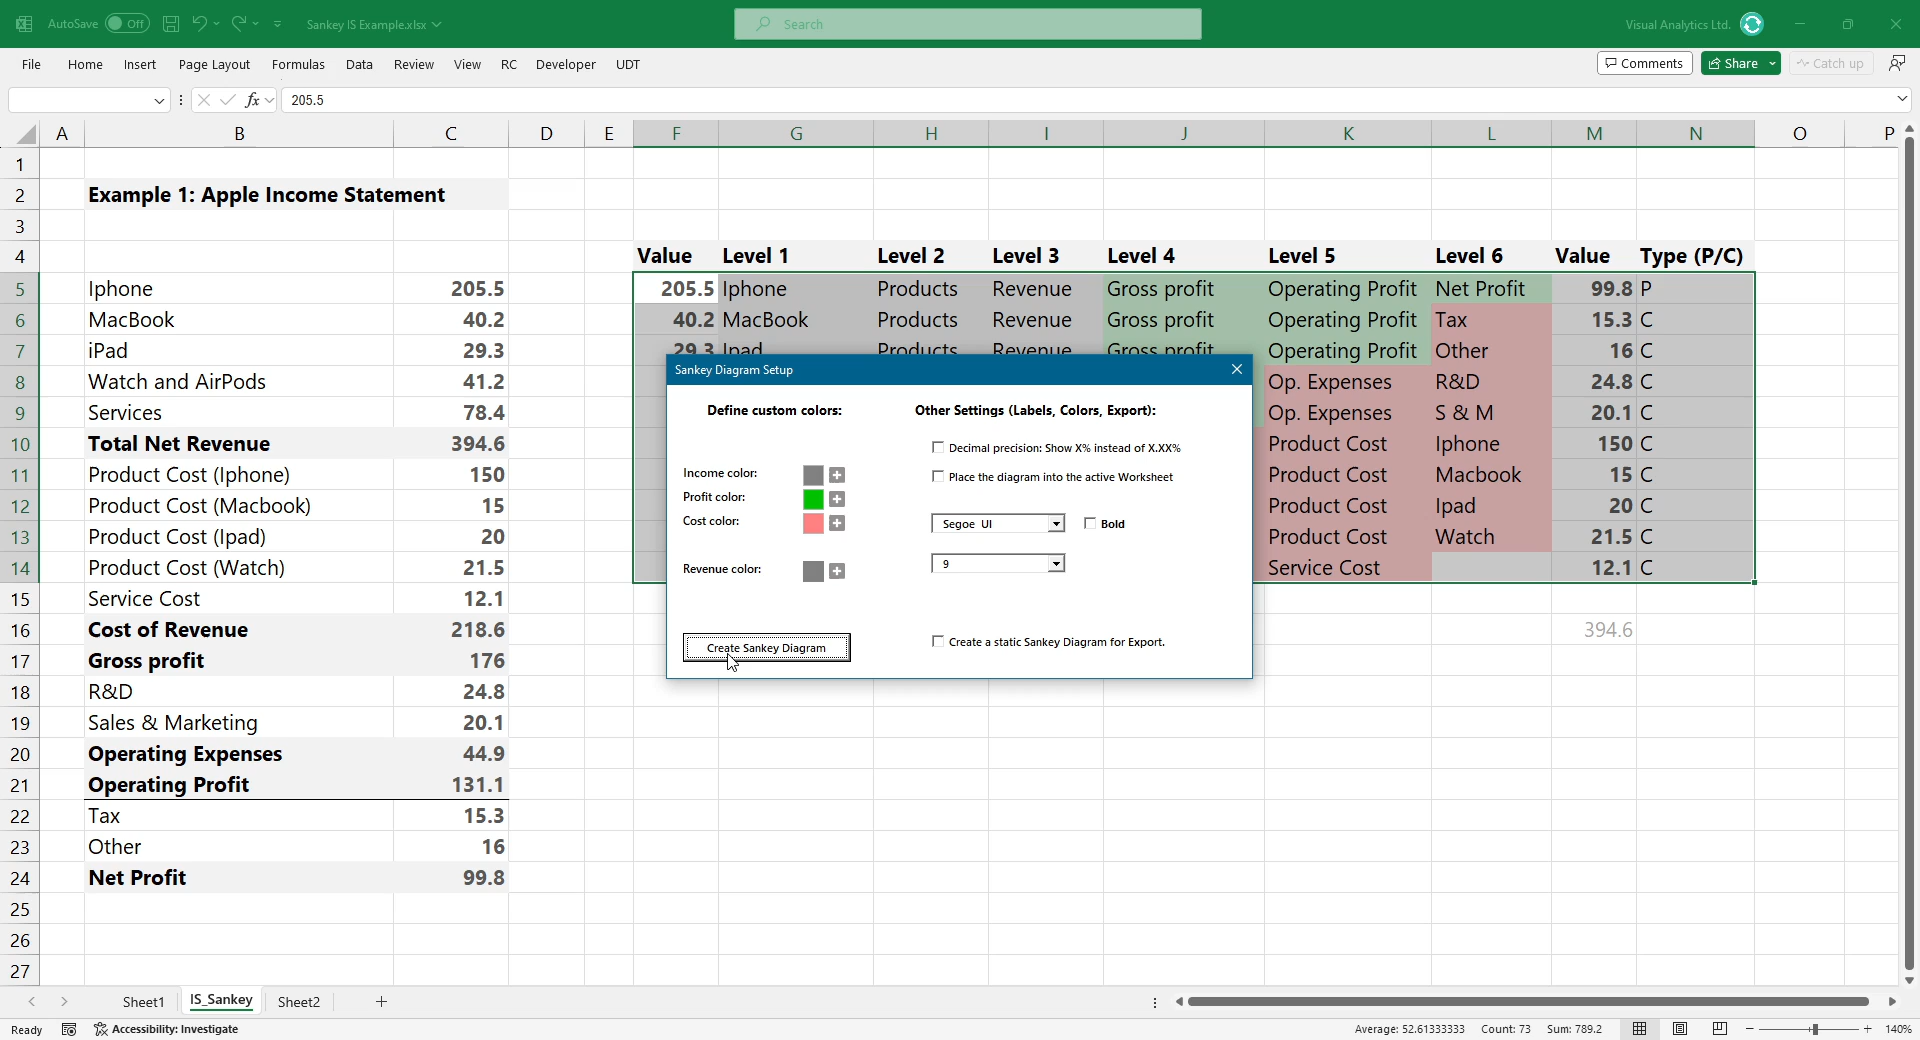 AutoSave Off Sankey IS Example.xlsx Search Visual Analytics Ltd.
File Home Insert Page Layout Formulas Data Review View RC Developer UDT Comments Share Catch up
fx 205.5
A B C D E F G H I J K L M N O P
1
2 Example 1: Apple Income Statement
3
4 Value Level 1 Level 2 Level 3 Level 4 Level 5 Level 6 Value Type (P/C)
5 Iphone 205.5 205.5 Iphone Products Revenue Gross profit Operating Profit Net Profit 99.8 P
6 MacBook 40.2 40.2 MacBook Products Revenue Gross profit Operating Profit Tax 15.3 C
7 iPad 29.3 29.3 Ipad Products Revenue Gross profit Operating Profit Other 16 C
8 Watch and AirPods 41.2 Op. Expenses R&D 24.8 C
9 Services 78.4 Op. Expenses S & M 20.1 C
10 Total Net Revenue 394.6 Product Cost Iphone 150 C
11 Product Cost (Iphone) 150 Product Cost Macbook 15 C
12 Product Cost (Macbook) 15 Product Cost Ipad 20 C
13 Product Cost (Ipad) 20 Product Cost Watch 21.5 C
14 Product Cost (Watch) 21.5 Service Cost 12.1 C
15 Service Cost 12.1
16 Cost of Revenue 218.6 394.6
17 Gross profit 176
18 R&D 24.8
19 Sales & Marketing 20.1
20 Operating Expenses 44.9
21 Operating Profit 131.1
22 Tax 15.3
23 Other 16
24 Net Profit 99.8
25
26
27
Sankey Diagram Setup
Define custom colors: Other Settings (Labels, Colors, Export):
Decimal precision: Show X% instead of X.XX%
Income color: Place the diagram into the active Worksheet
Profit color:
Cost color: Segoe UI Bold
Revenue color: 9
Create Sankey Diagram Create a static Sankey Diagram for Export.
Sheet1 IS_Sankey Sheet2
Ready Accessibility: Investigate Average: 52.61333333 Count: 73 Sum: 789.2 140%